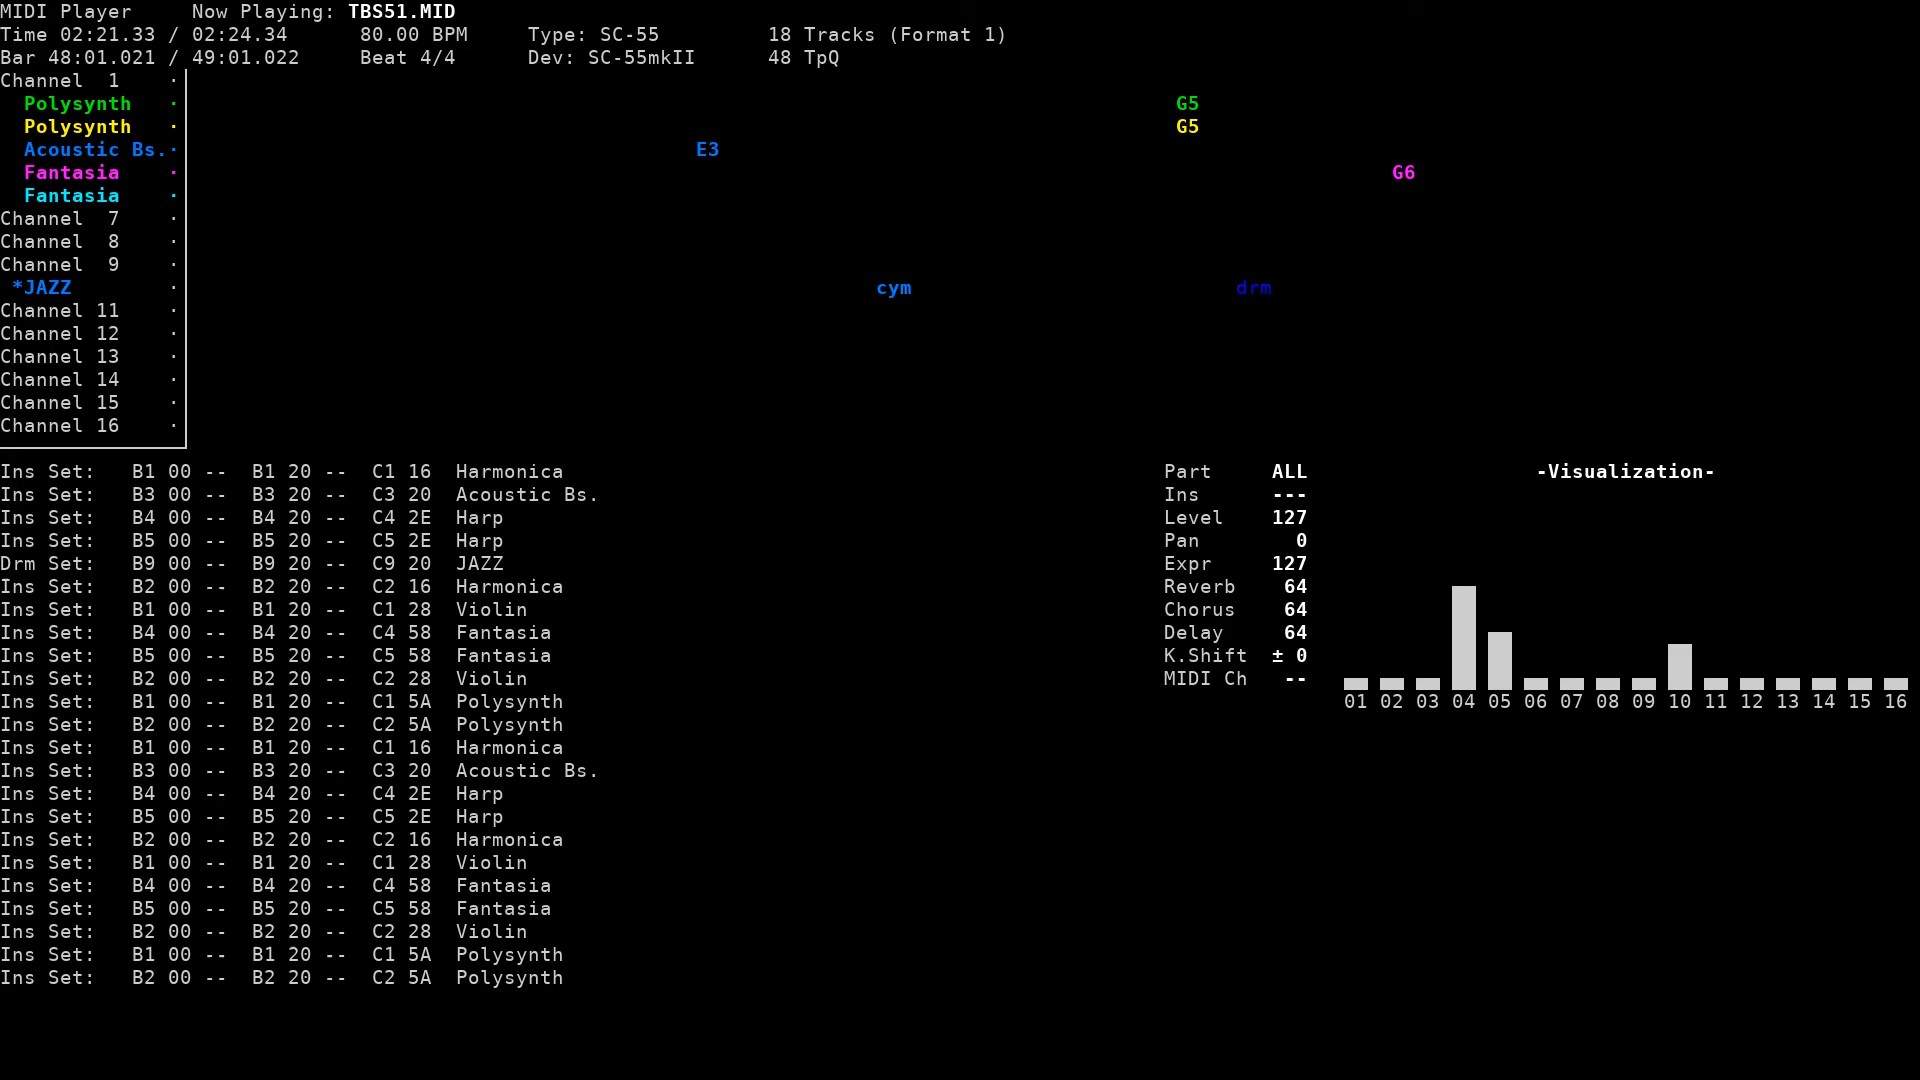 MIDI Player     Now Playing: TBS51.MID
Time 02:21.33 / 02:24.34     80.00 BPM     Type: SC-55         18 Tracks (Format 1)
Bar 48:01.021 / 49:01.022     Beat 4/4      Dev: SC-55mkII      48 TpQ
Channel  1    ·
Polysynth   ·    G5
Polysynth   ·    G5
Acoustic Bs.·    E3
Fantasia    ·    G6
Fantasia    ·
Channel  7    ·
Channel  8    ·
Channel  9    ·
*JAZZ        ·    cym    drm
Channel 11    ·
Channel 12    ·
Channel 13    ·
Channel 14    ·
Channel 15    ·
Channel 16    ·
Ins Set:   B1 00 --  B1 20 --  C1 16  Harmonica    Part     ALL    -Visualization-
Ins Set:   B3 00 --  B3 20 --  C3 20  Acoustic Bs.    Ins      ---
Ins Set:   B4 00 --  B4 20 --  C4 2E  Harp    Level    127
Ins Set:   B5 00 --  B5 20 --  C5 2E  Harp    Pan        0
Drm Set:   B9 00 --  B9 20 --  C9 20  JAZZ    Expr     127
Ins Set:   B2 00 --  B2 20 --  C2 16  Harmonica    Reverb    64
Ins Set:   B1 00 --  B1 20 --  C1 28  Violin    Chorus    64
Ins Set:   B4 00 --  B4 20 --  C4 58  Fantasia    Delay     64
Ins Set:   B5 00 --  B5 20 --  C5 58  Fantasia    K.Shift  ± 0
Ins Set:   B2 00 --  B2 20 --  C2 28  Violin    MIDI Ch   --
Ins Set:   B1 00 --  B1 20 --  C1 5A  Polysynth    01 02 03 04 05 06 07 08 09 10 11 12 13 14 15 16
Ins Set:   B2 00 --  B2 20 --  C2 5A  Polysynth
Ins Set:   B1 00 --  B1 20 --  C1 16  Harmonica
Ins Set:   B3 00 --  B3 20 --  C3 20  Acoustic Bs.
Ins Set:   B4 00 --  B4 20 --  C4 2E  Harp
Ins Set:   B5 00 --  B5 20 --  C5 2E  Harp
Ins Set:   B2 00 --  B2 20 --  C2 16  Harmonica
Ins Set:   B1 00 --  B1 20 --  C1 28  Violin
Ins Set:   B4 00 --  B4 20 --  C4 58  Fantasia
Ins Set:   B5 00 --  B5 20 --  C5 58  Fantasia
Ins Set:   B2 00 --  B2 20 --  C2 28  Violin
Ins Set:   B1 00 --  B1 20 --  C1 5A  Polysynth
Ins Set:   B2 00 --  B2 20 --  C2 5A  Polysynth